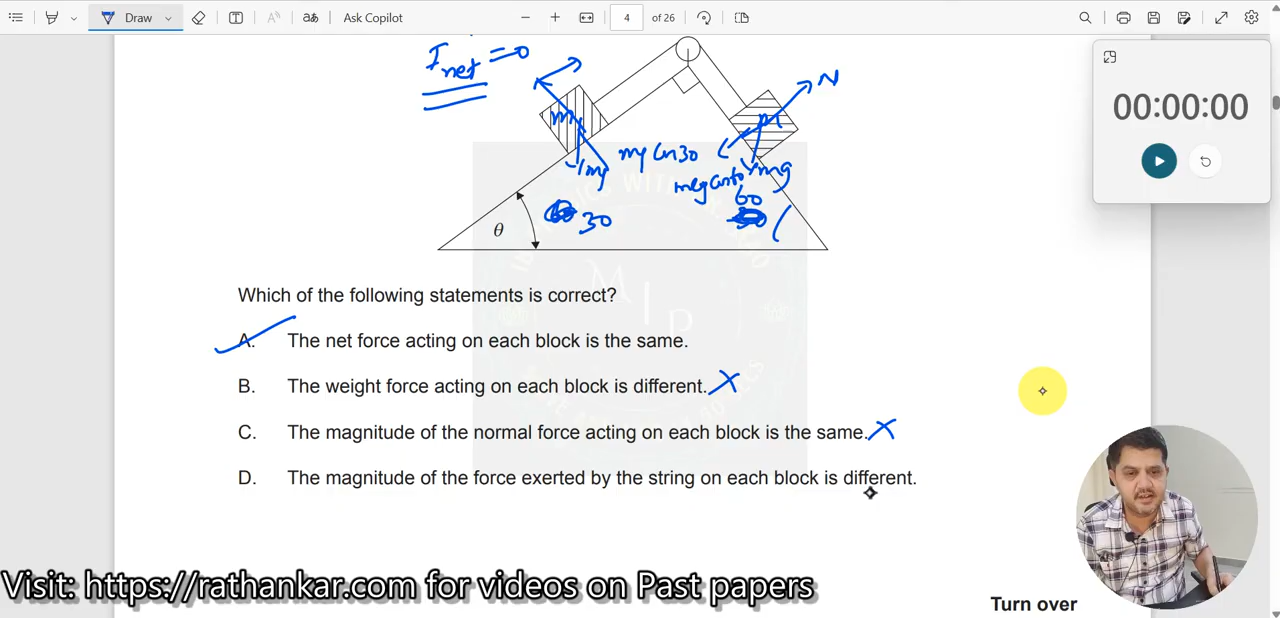 Draw
Ask Copilot
4 of 26
00:00:00
Fnet = 0
N
m
m
mg cos 30
mg
mg
mg cos 60
60
30
θ
Which of the following statements is correct?
A. The net force acting on each block is the same.
B. The weight force acting on each block is different.
C. The magnitude of the normal force acting on each block is the same.
D. The magnitude of the force exerted by the string on each block is different.
MIP
Visit: https://rathankar.com for videos on Past papers
Turn over